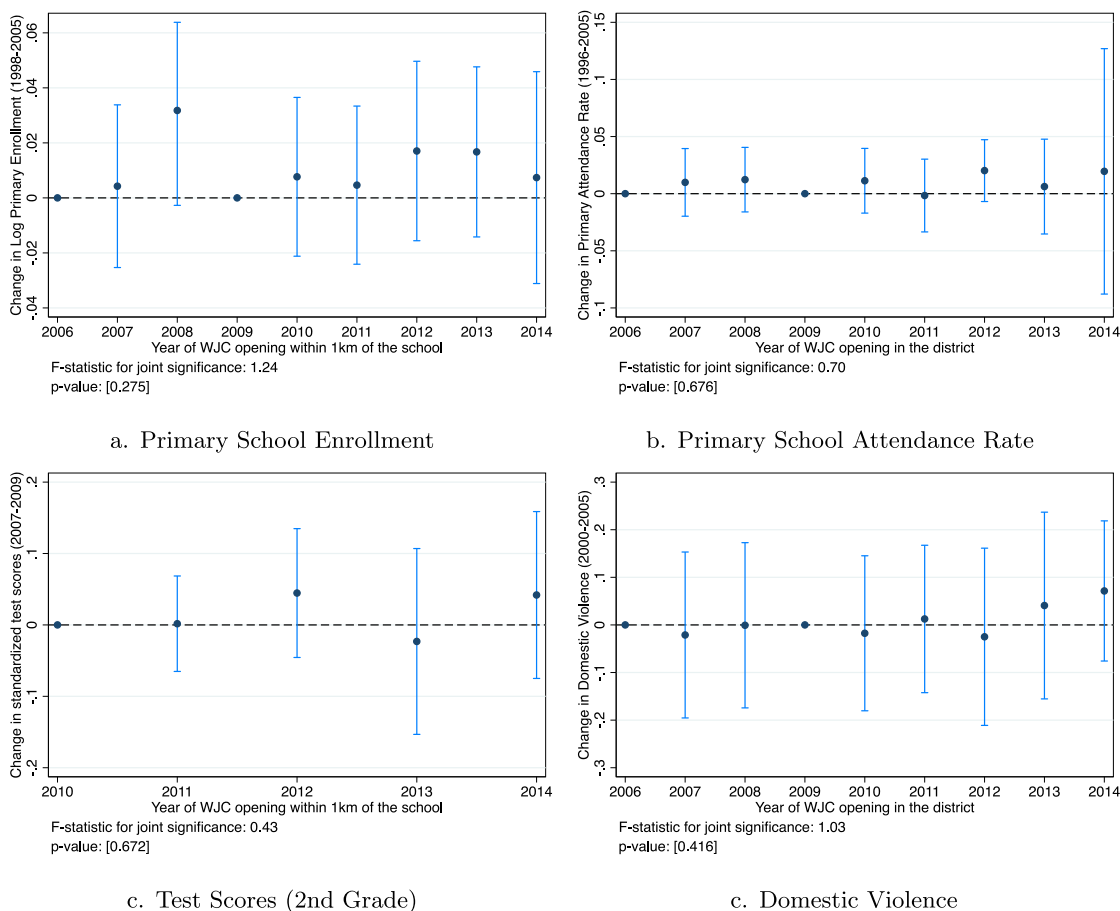 Change in Log Primary Enrollment (1998-2005)
.06
.04
.02
0
-.02
-.04
2006 2007 2008 2009 2010 2011 2012 2013 2014
Year of WJC opening within 1km of the school
F-statistic for joint significance: 1.24
p-value: [0.275]
a. Primary School Enrollment
Change in Primary Attendance Rate (1996-2005)
.15
.1
.05
0
-.05
-.1
2006 2007 2008 2009 2010 2011 2012 2013 2014
Year of WJC opening in the district
F-statistic for joint significance: 0.70
p-value: [0.676]
b. Primary School Attendance Rate
Change in standardized test scores (2007-2009)
.2
.1
0
-.1
-.2
2010 2011 2012 2013 2014
Year of WJC opening within 1km of the school
F-statistic for joint significance: 0.43
p-value: [0.672]
c. Test Scores (2nd Grade)
Change in Domestic Violence (2000-2005)
.3
.2
.1
0
-.1
-.2
-.3
2006 2007 2008 2009 2010 2011 2012 2013 2014
Year of WJC opening in the district
F-statistic for joint significance: 1.03
p-value: [0.416]
c. Domestic Violence